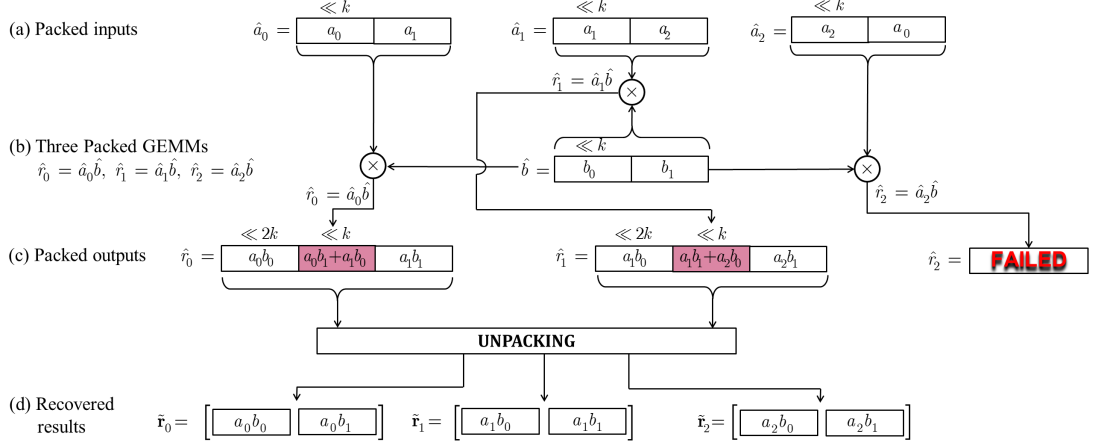 ≪ k ≪ k ≪ k
(a) Packed inputs â₀ = a₀ a₁ â₁ = a₁ a₂ â₂ = a₂ a₀
r̂₁ = â₁b̂ ×
(b) Three Packed GEMMs ≪ k
r̂₀ = â₀b̂, r̂₁ = â₁b̂, r̂₂ = â₂b̂ × b̂ = b₀ b₁ ×
r̂₀ = â₀b̂ r̂₂ = â₂b̂
≪ 2k ≪ k ≪ 2k ≪ k
(c) Packed outputs r̂₀ = a₀b₀ a₀b₁+a₁b₀ a₁b₁ r̂₁ = a₁b₀ a₁b₁+a₂b₀ a₂b₁ r̂₂ = FAILED
UNPACKING
(d) Recovered
results r̃₀ = [ a₀b₀ a₀b₁ ] r̃₁ = [ a₁b₀ a₁b₁ ] r̃₂ = [ a₂b₀ a₂b₁ ]